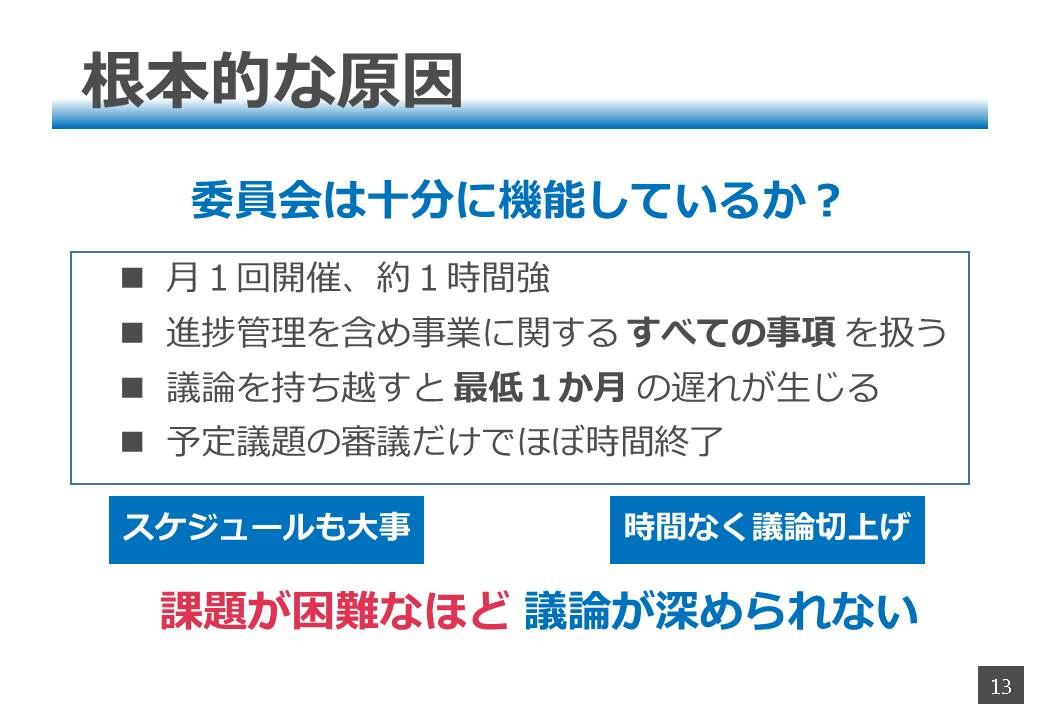 根本的な原因
委員会は十分に機能しているか？
■ 月１回開催、約１時間強
■ 進捗管理を含め事業に関する すべての事項 を扱う
■ 議論を持ち越すと 最低１か月 の遅れが生じる
■ 予定議題の審議だけでほぼ時間終了
スケジュールも大事
時間なく議論切上げ
課題が困難なほど 議論が深められない
13